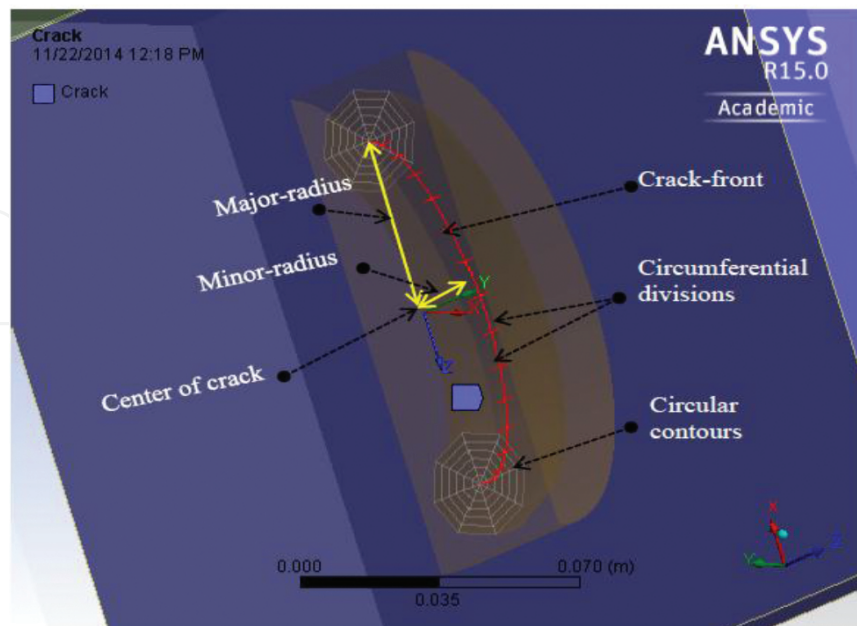 Crack
11/22/2014 12:18 PM
Crack
ANSYS
R15.0
Academic
Major-radius
Crack-front
Minor-radius
Circumferential
divisions
Center of crack
Circular
contours
Y
X
Z
X
Y
Z
0.000
0.070 (m)
0.035